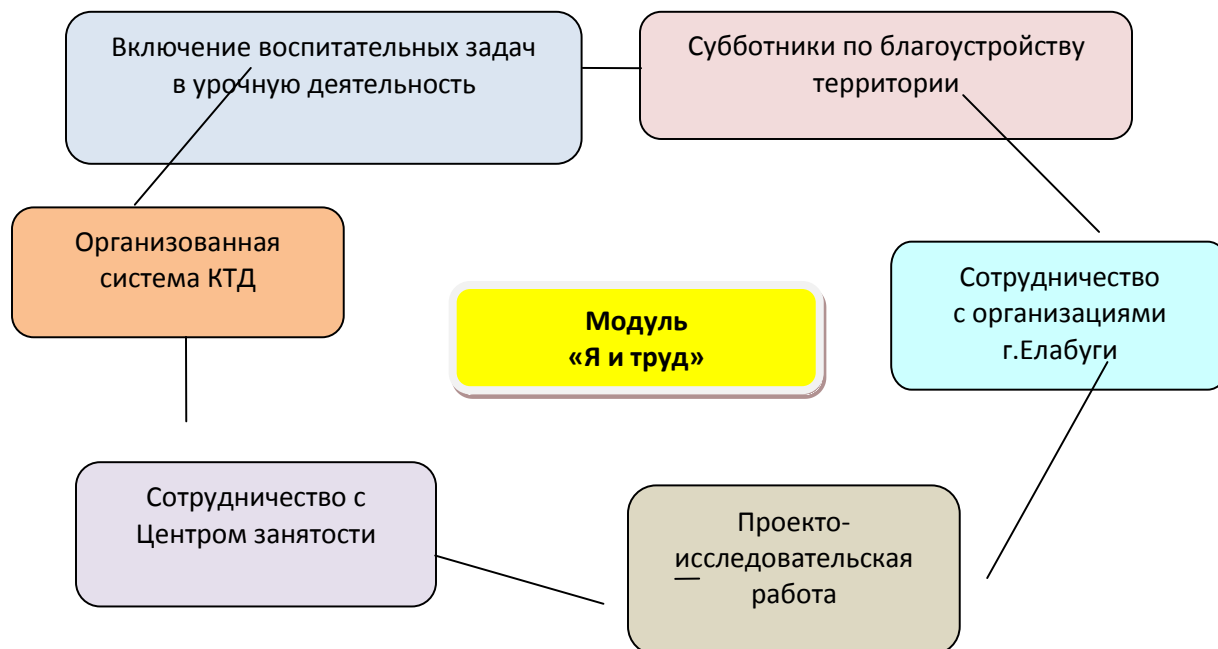 Включение воспитательных задач
в урочную деятельность
Субботники по благоустройству
территории
Организованная
система КТД
Модуль
«Я и труд»
Сотрудничество
с организациями
г.Елабуги
Сотрудничество с
Центром занятости
Проекто-
исследовательская
работа